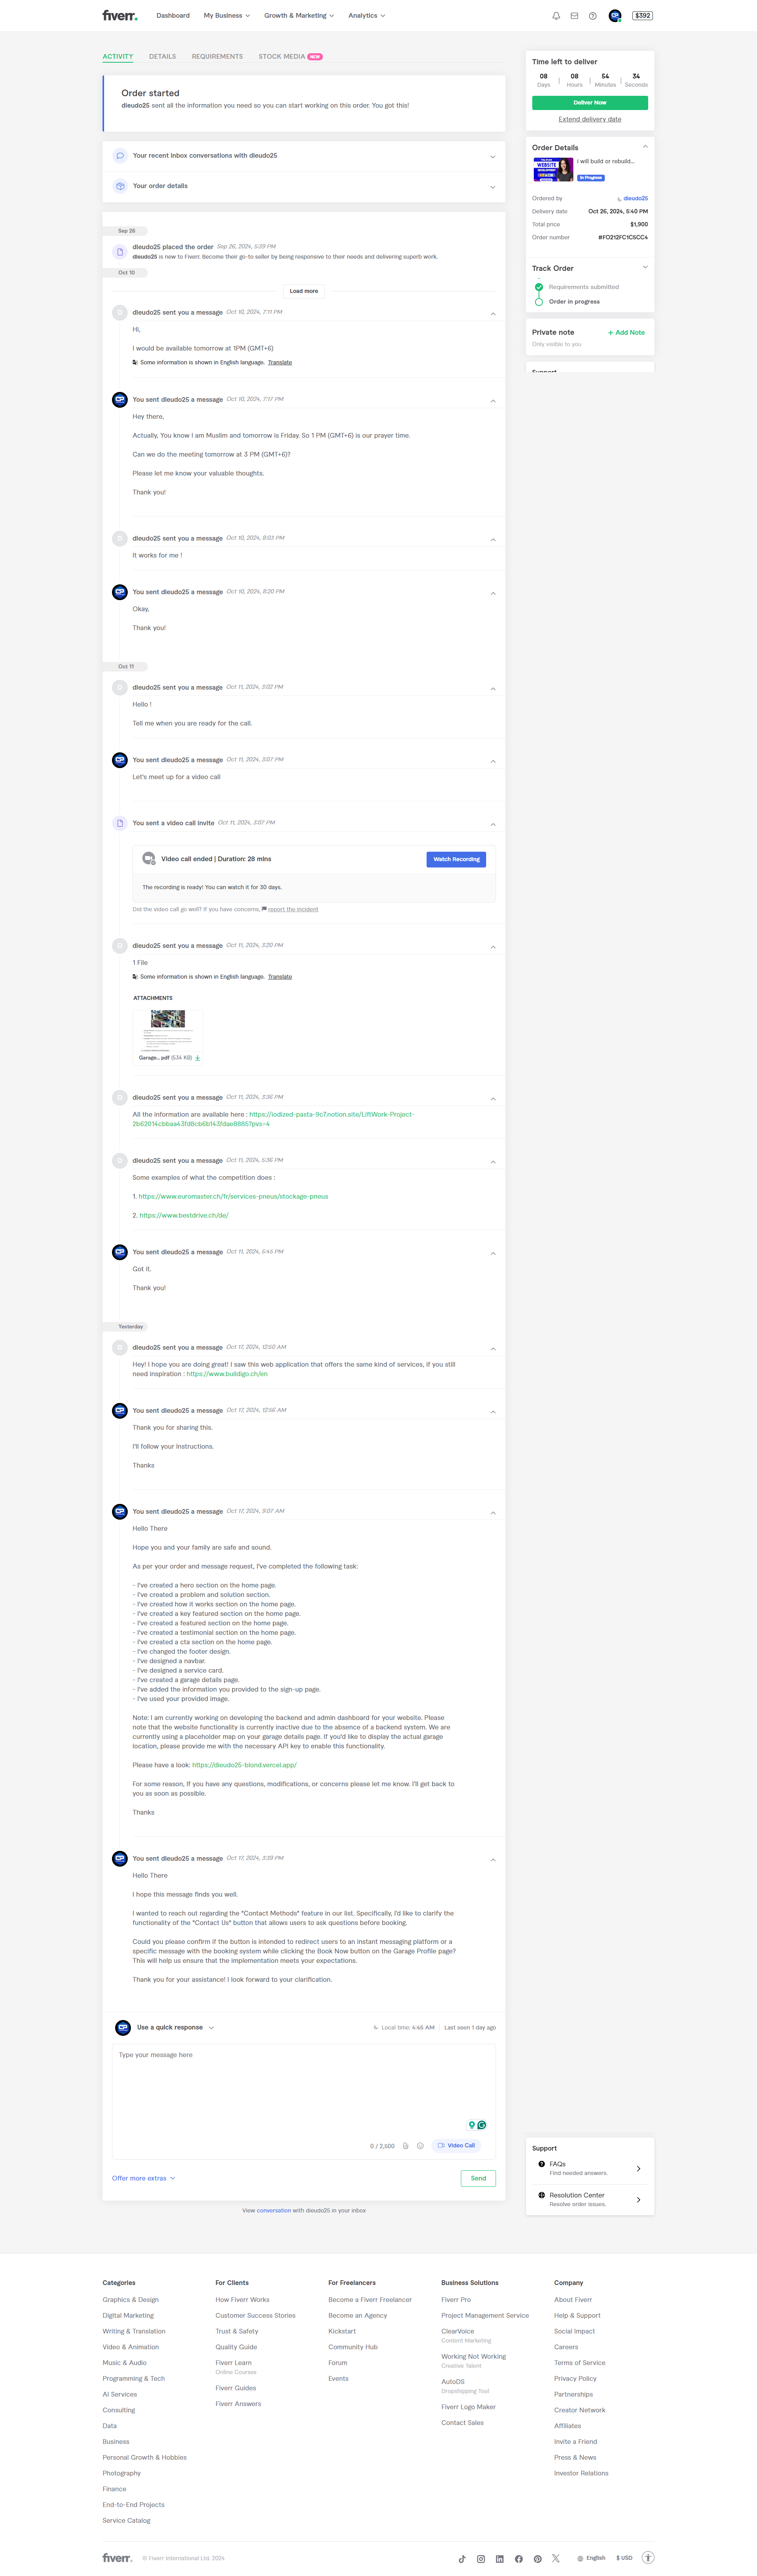 fiverr.
Dashboard
My Business
Growth & Marketing
Analytics
$392
ACTIVITY
DETAILS
REQUIREMENTS
STOCK MEDIA NEW
Order started
dieudo25 sent all the information you need so you can start working on this order. You got this!
Your recent inbox conversations with dieudo25
Your order details
Sep 26
dieudo25 placed the order Sep 26, 2024, 5:39 PM
dieudo25 is new to Fiverr. Become their go-to seller by being responsive to their needs and delivering superb work.
Oct 10
Load more
D
dieudo25 sent you a message Oct 10, 2024, 7:11 PM
Hi,
I would be available tomorrow at 1PM (GMT+6)
Some information is shown in English language. Translate
You sent dieudo25 a message Oct 10, 2024, 7:17 PM
Hey there,
Actually, You know I am Muslim and tomorrow is Friday. So 1 PM (GMT+6) is our prayer time.
Can we do the meeting tomorrow at 3 PM (GMT+6)?
Please let me know your valuable thoughts.
Thank you!
D
dieudo25 sent you a message Oct 10, 2024, 8:03 PM
It works for me !
You sent dieudo25 a message Oct 10, 2024, 8:20 PM
Okay,
Thank you!
Oct 11
D
dieudo25 sent you a message Oct 11, 2024, 3:02 PM
Hello !
Tell me when you are ready for the call.
You sent dieudo25 a message Oct 11, 2024, 3:07 PM
Let's meet up for a video call
You sent a video call invite Oct 11, 2024, 3:07 PM
Video call ended | Duration: 28 mins
Watch Recording
The recording is ready! You can watch it for 30 days.
Did the video call go well? If you have concerns, report the incident
D
dieudo25 sent you a message Oct 11, 2024, 3:20 PM
1 File
Some information is shown in English language. Translate
ATTACHMENTS
Garage... pdf (534 KB)
D
dieudo25 sent you a message Oct 11, 2024, 3:36 PM
All the information are available here : https://iodized-pasta-9c7.notion.site/LiftWork-Project-
2b62014cbbaa43fd8cb6b143fdae8885?pvs=4
D
dieudo25 sent you a message Oct 11, 2024, 5:36 PM
Some examples of what the competition does :
1. https://www.euromaster.ch/fr/services-pneus/stockage-pneus
2. https://www.bestdrive.ch/de/
You sent dieudo25 a message Oct 11, 2024, 5:45 PM
Got it.
Thank you!
Yesterday
D
dieudo25 sent you a message Oct 17, 2024, 12:50 AM
Hey! I hope you are doing great! I saw this web application that offers the same kind of services, if you still
need inspiration : https://www.buildigo.ch/en
You sent dieudo25 a message Oct 17, 2024, 12:56 AM
Thank you for sharing this.
I'll follow your instructions.
Thanks
You sent dieudo25 a message Oct 17, 2024, 9:07 AM
Hello There
Hope you and your family are safe and sound.
As per your order and message request, I've completed the following task:
- I've created a hero section on the home page.
- I've created a problem and solution section.
- I've created how it works section on the home page.
- I've created a key featured section on the home page.
- I've created a featured section on the home page.
- I've created a testimonial section on the home page.
- I've created a cta section on the home page.
- I've changed the footer design.
- I've designed a navbar.
- I've designed a service card.
- I've created a garage details page.
- I've added the information you provided to the sign-up page.
- I've used your provided image.
Note: I am currently working on developing the backend and admin dashboard for your website. Please
note that the website functionality is currently inactive due to the absence of a backend system. We are
currently using a placeholder map on your garage details page. If you'd like to display the actual garage
location, please provide me with the necessary API key to enable this functionality.
Please have a look: https://dieudo25-blond.vercel.app/
For some reason, If you have any questions, modifications, or concerns please let me know. I'll get back to
you as soon as possible.
Thanks
You sent dieudo25 a message Oct 17, 2024, 3:39 PM
Hello There
I hope this message finds you well.
I wanted to reach out regarding the "Contact Methods" feature in our list. Specifically, I'd like to clarify the
functionality of the "Contact Us" button that allows users to ask questions before booking.
Could you please confirm if the button is intended to redirect users to an instant messaging platform or a
specific message with the booking system while clicking the Book Now button on the Garage Profile page?
This will help us ensure that the implementation meets your expectations.
Thank you for your assistance! I look forward to your clarification.
Use a quick response
Local time: 4:45 AM
Last seen 1 day ago
Type your message here
0 / 2,500
Video Call
Offer more extras
Send
View conversation with dieudo25 in your inbox
Time left to deliver
08 08 54 34
Days Hours Minutes Seconds
Deliver Now
Extend delivery date
Order Details
I will build or rebuild...
In Progress
Ordered by dieudo25
Delivery date Oct 26, 2024, 5:40 PM
Total price $1,900
Order number #FO212FC1C5CC4
Track Order
Requirements submitted
Order in progress
Private note
+ Add Note
Only visible to you
Support
Support
FAQs
Find needed answers.
Resolution Center
Resolve order issues.
Categories
Graphics & Design
Digital Marketing
Writing & Translation
Video & Animation
Music & Audio
Programming & Tech
AI Services
Consulting
Data
Business
Personal Growth & Hobbies
Photography
Finance
End-to-End Projects
Service Catalog
For Clients
How Fiverr Works
Customer Success Stories
Trust & Safety
Quality Guide
Fiverr Learn
Online Courses
Fiverr Guides
Fiverr Answers
For Freelancers
Become a Fiverr Freelancer
Become an Agency
Kickstart
Community Hub
Forum
Events
Business Solutions
Fiverr Pro
Project Management Service
ClearVoice
Content Marketing
Working Not Working
Creative Talent
AutoDS
Dropshipping Tool
Fiverr Logo Maker
Contact Sales
Company
About Fiverr
Help & Support
Social Impact
Careers
Terms of Service
Privacy Policy
Partnerships
Creator Network
Affiliates
Invite a Friend
Press & News
Investor Relations
fiverr.
© Fiverr International Ltd. 2024
English
$ USD